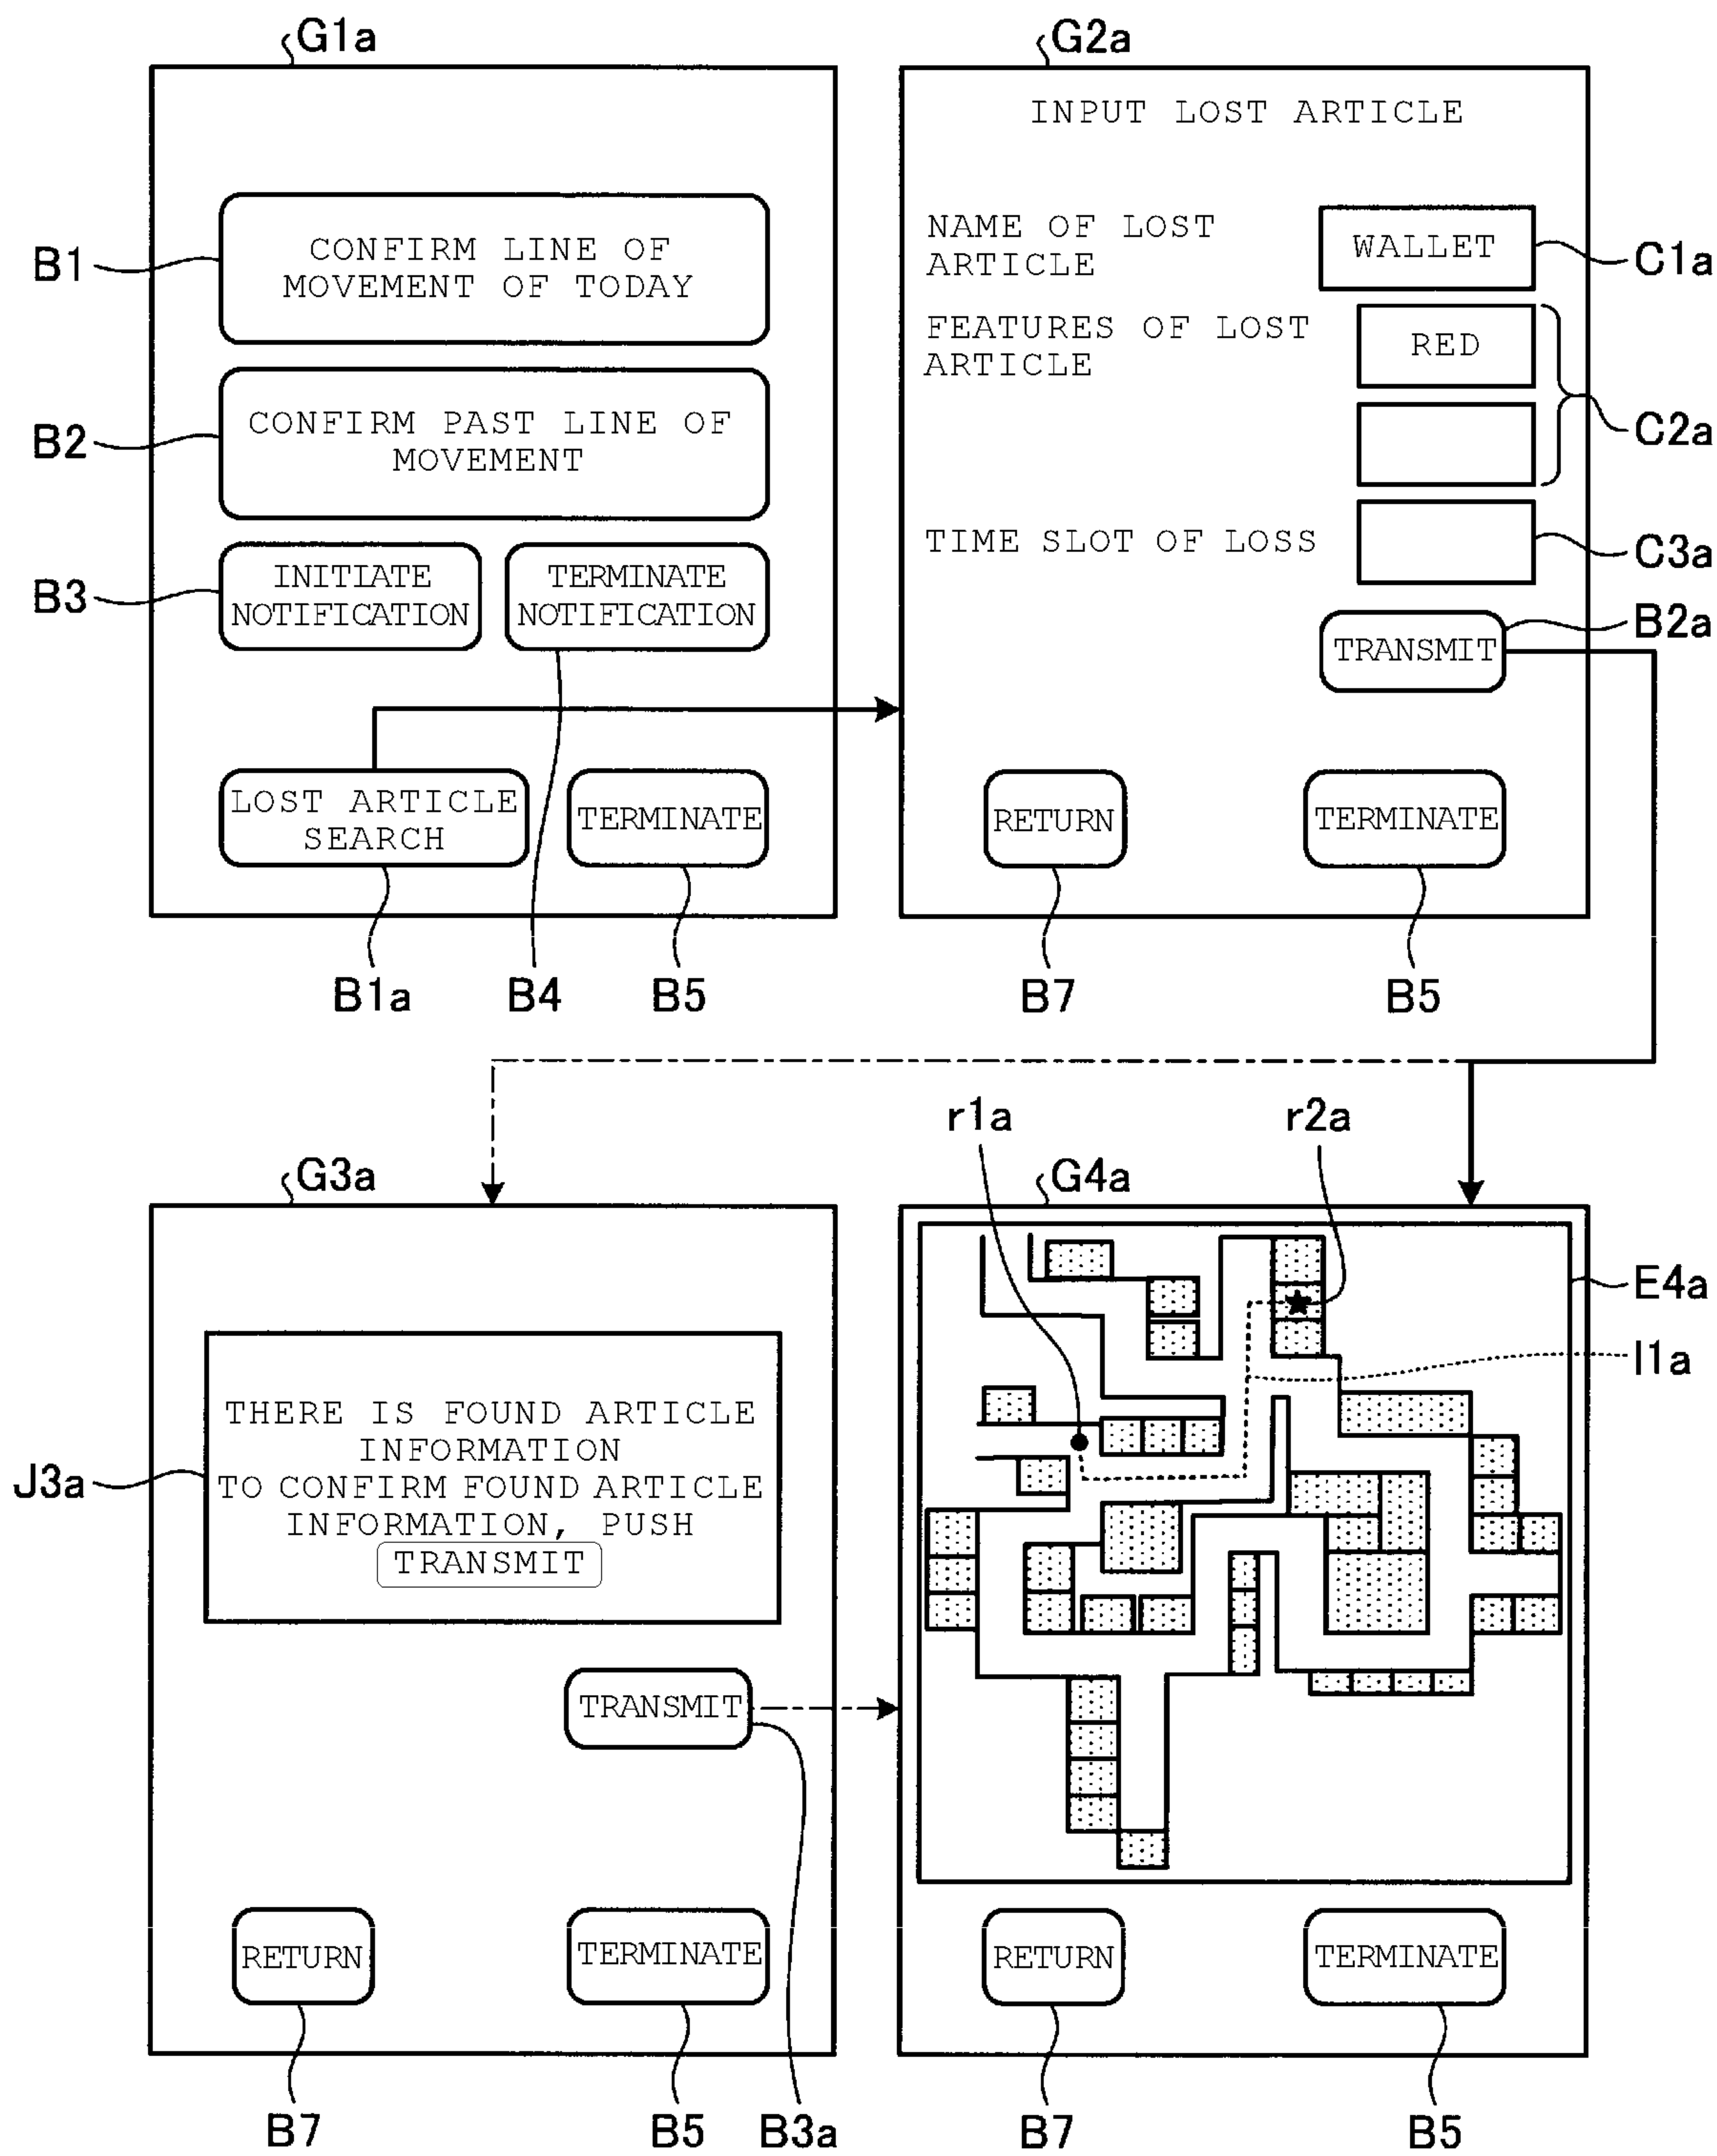 G1a
CONFIRM LINE OF
MOVEMENT OF TODAY
B1
CONFIRM PAST LINE OF
MOVEMENT
B2
INITIATE
NOTIFICATION
B3
TERMINATE
NOTIFICATION
LOST ARTICLE
SEARCH
TERMINATE
B1a
B4
B5
G2a
INPUT LOST ARTICLE
NAME OF LOST
ARTICLE
WALLET
C1a
FEATURES OF LOST
ARTICLE
RED
C2a
TIME SLOT OF LOSS
C3a
B2a
TRANSMIT
RETURN
TERMINATE
B7
B5
G3a
THERE IS FOUND ARTICLE
INFORMATION
TO CONFIRM FOUND ARTICLE
INFORMATION, PUSH
TRANSMIT
J3a
TRANSMIT
RETURN
TERMINATE
B7
B5
B3a
r1a
r2a
G4a
E4a
l1a
RETURN
TERMINATE
B7
B5